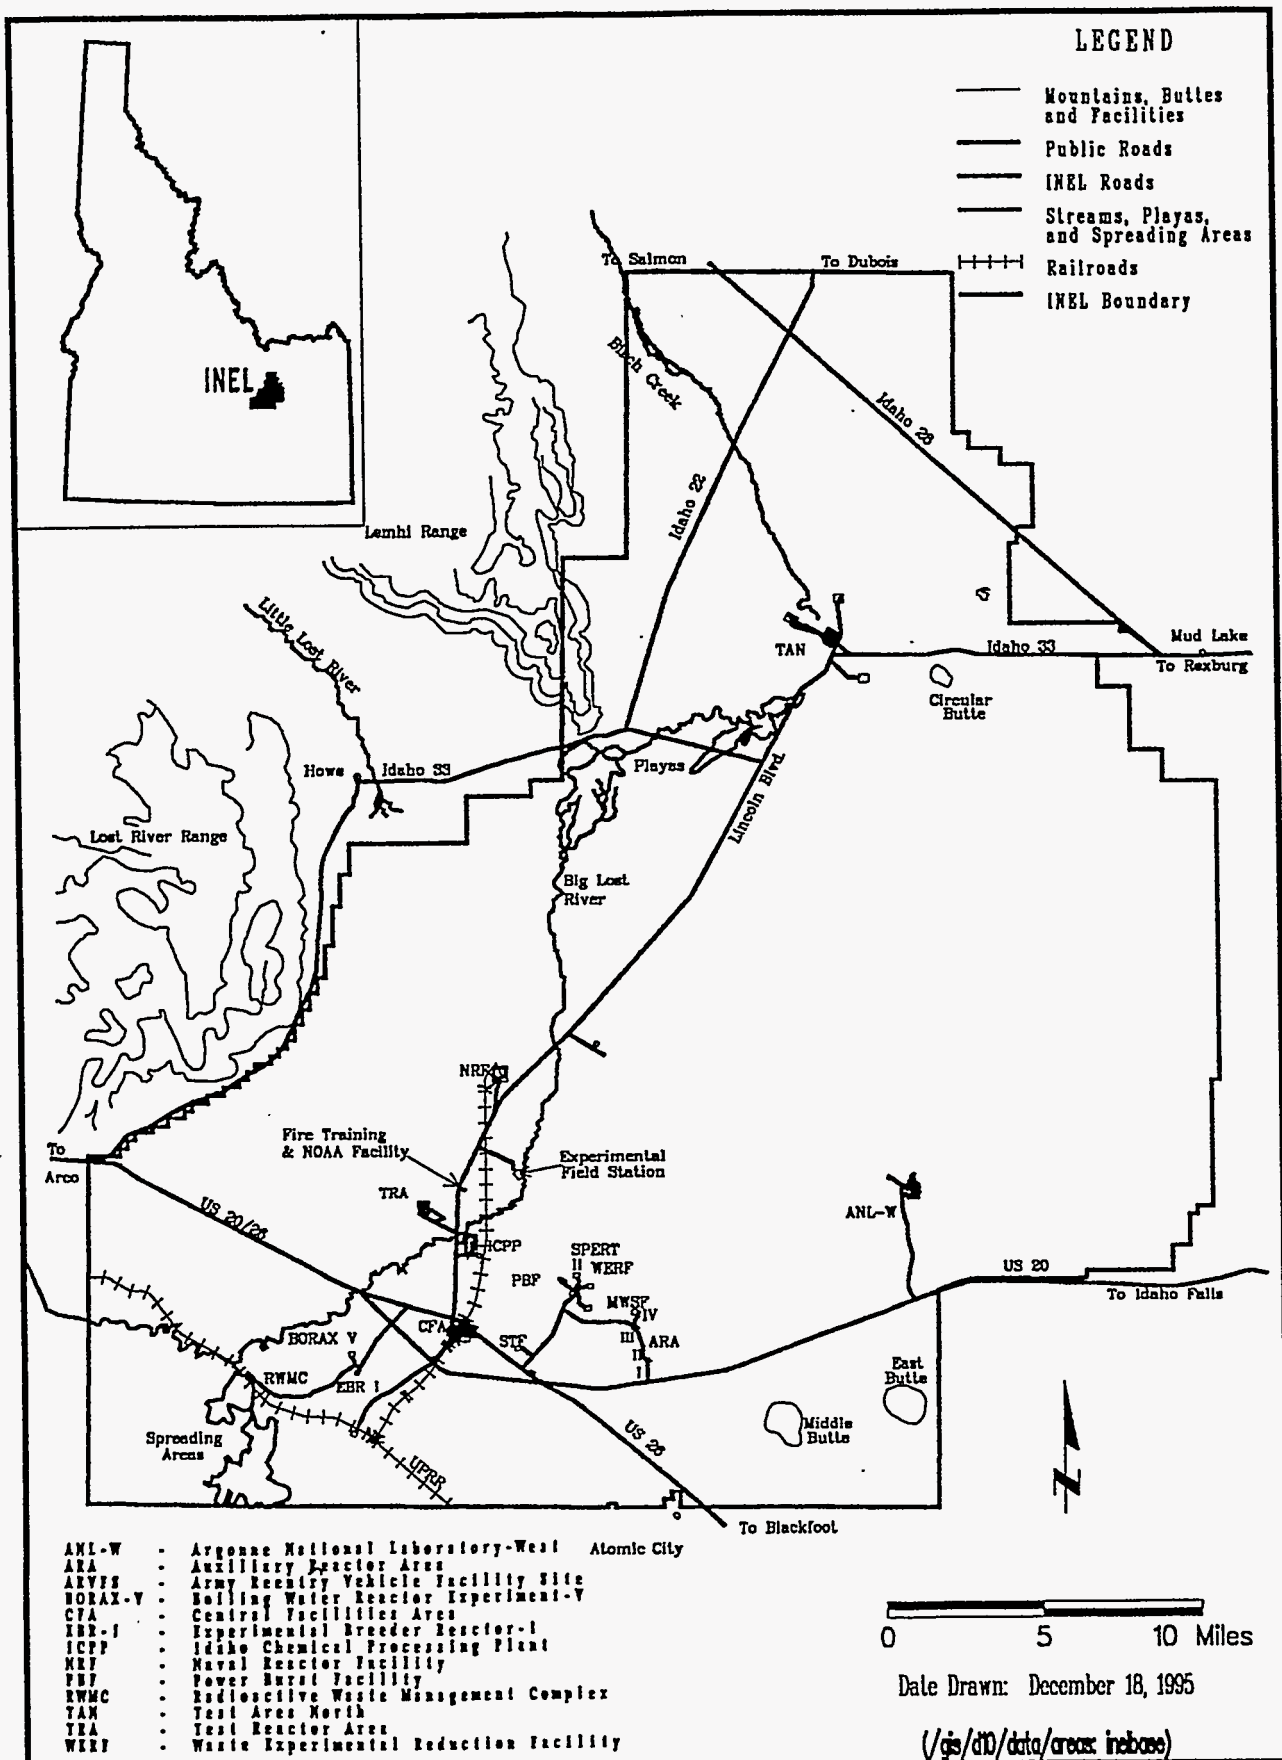 LEGEND
Mountains, Buttes
and Facilities
Public Roads
INEL Roads
Streams, Playas,
and Spreading Areas
Railroads
INEL Boundary
INEL
To Salmon
To Dubois
Birch Creek
Idaho 28
Idaho 22
Lemhi Range
Little Lost River
TAN
Idaho 33
Mud Lake
To Rexburg
Circular
Butte
Howe
Idaho 33
Playas
Lincoln Blvd.
Lost River Range
Big Lost
River
NRF
Fire Training
& NOAA Facility
Experimental
Field Station
To
Arco
US 20/26
TRA
ICPP
ANL-W
SPERT
II
WERF
PBF
MWSF
IV
III
ARA
II
I
US 20
To Idaho Falls
CFA
STF
BORAX V
RWMC
EBR I
East
Butte
Middle
Butte
Spreading
Areas
UPRR
US 26
To Blackfoot
Atomic City
ANL-W - Argonne National Laboratory-West
ARA - Auxiliary Reactor Area
ARVFS - Army Reentry Vehicle Facility Site
BORAX-V - Boiling Water Reactor Experiment-V
CFA - Central Facilities Area
EBR-I - Experimental Breeder Reactor-I
ICPP - Idaho Chemical Processing Plant
NRF - Naval Reactor Facility
PBF - Power Burst Facility
RWMC - Radioactive Waste Management Complex
TAN - Test Area North
TRA - Test Reactor Area
WERF - Waste Experimental Reduction Facility
0 5 10 Miles
Date Drawn: December 18, 1995
(/gis/d10/data/areas: inelbase)
N